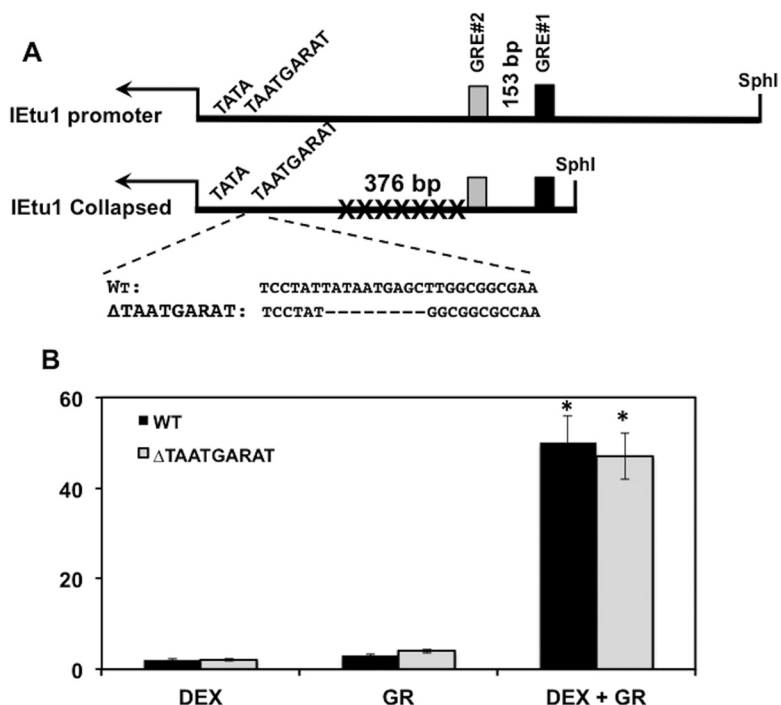 A
GRE#2
153 bp
GRE#1
TATA
TAATGARAT
SphI
IEtu1 promoter
TATA
TAATGARAT
376 bp
SphI
IEtu1 Collapsed
XXXXXXX
WT: TCCTATTATAATGAGCTTGGCGGCGAA
ΔTAATGARAT: TCCTAT---------GGCGGCGCCAA
B
60
40
20
0
WT
ΔTAATGARAT
* *
DEX GR DEX + GR